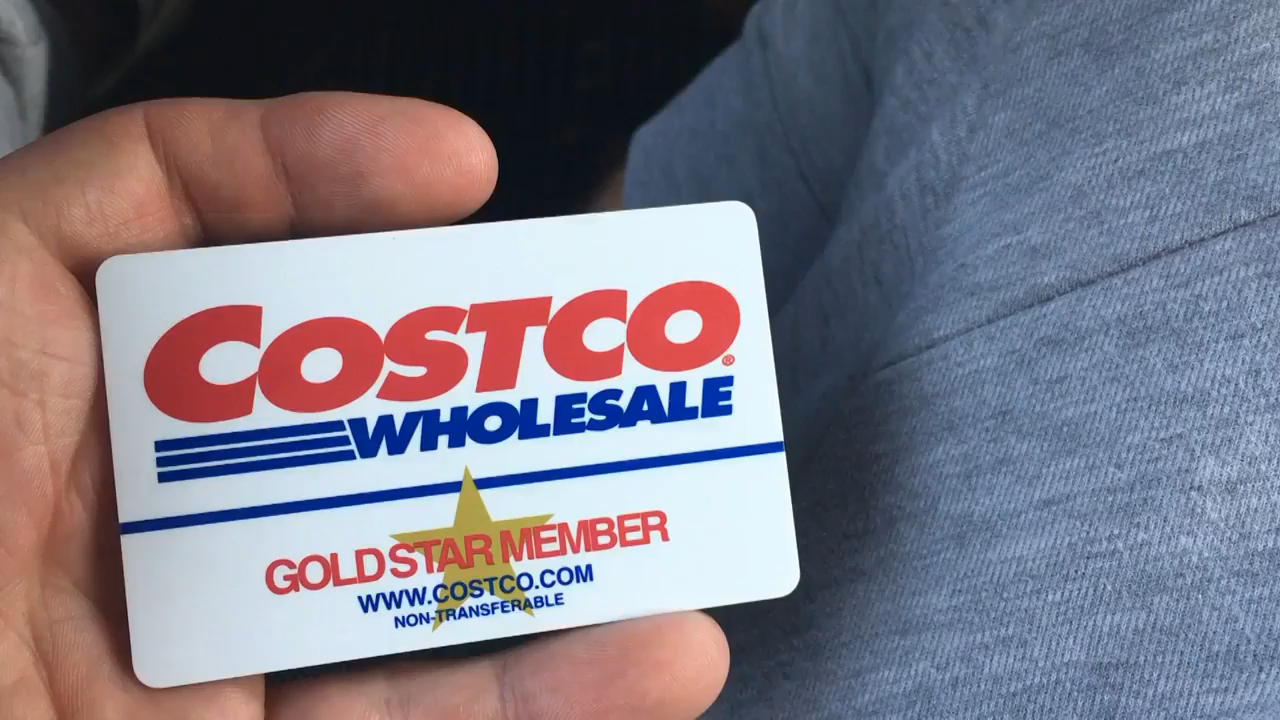 COSTCO®
WHOLESALE
GOLD STAR MEMBER
WWW.COSTCO.COM
NON-TRANSFERABLE